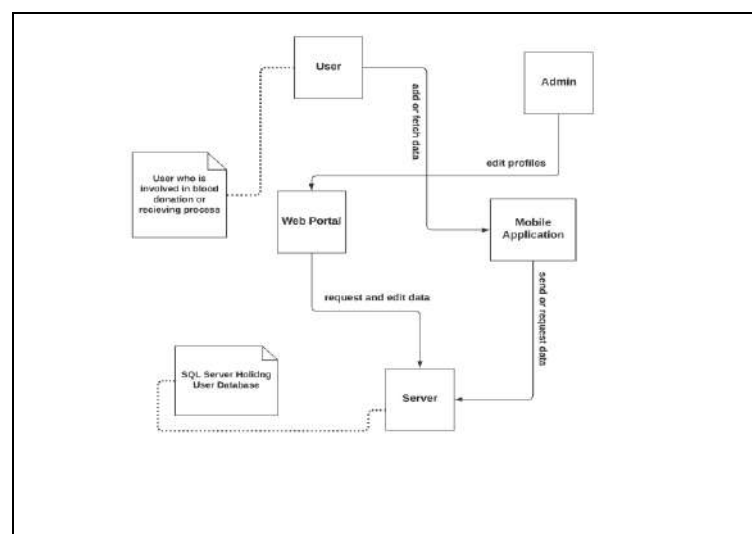 User
Admin
add or fetch data
edit profiles
User who is
involved in blood
donation or
recieving process
Web Portal
Mobile
Application
request and edit data
send or request data
SQL Server Holidng
User Database
Server